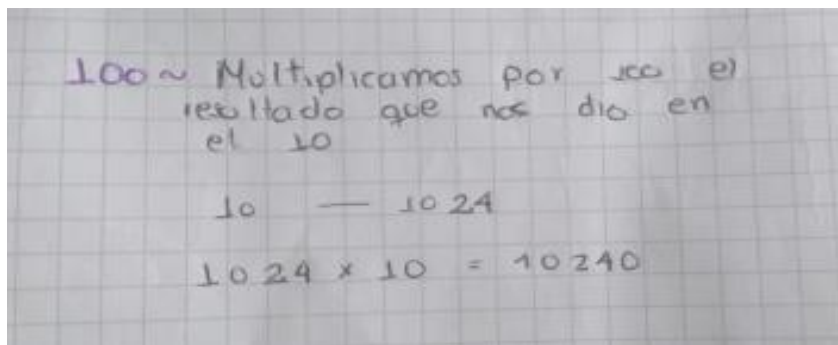 100 ~ Multiplicamos por 100 el
resultado que nos dio en
el 10
10 — 1024
1024 x 10 = 10240